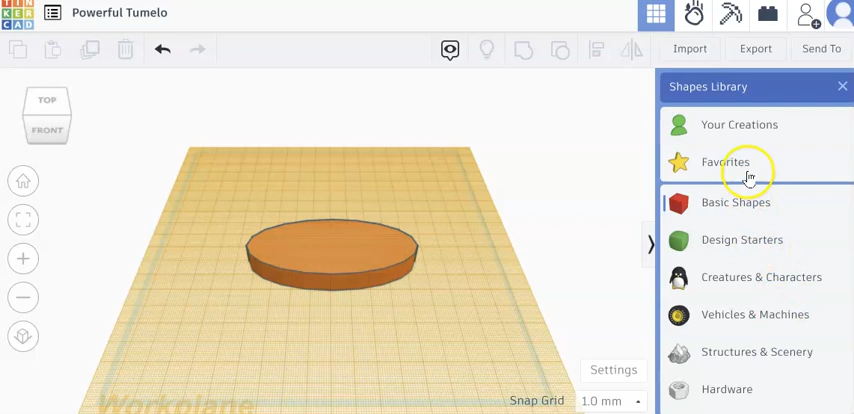 TIN
KER
CAD
Powerful Tumelo
Import
Export
Send To
TOP
FRONT
Shapes Library
Your Creations
Favorites
Basic Shapes
Design Starters
Creatures & Characters
Vehicles & Machines
Structures & Scenery
Hardware
Settings
Workplane
Snap Grid
1.0 mm